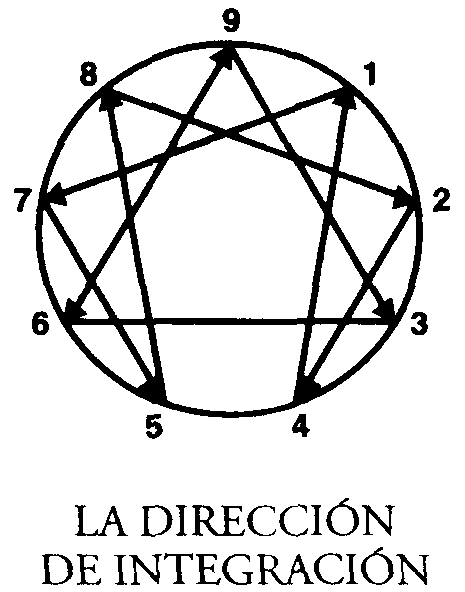 9
8 1
7 2
6 3
5 4
LA DIRECCIÓN
DE INTEGRACIÓN